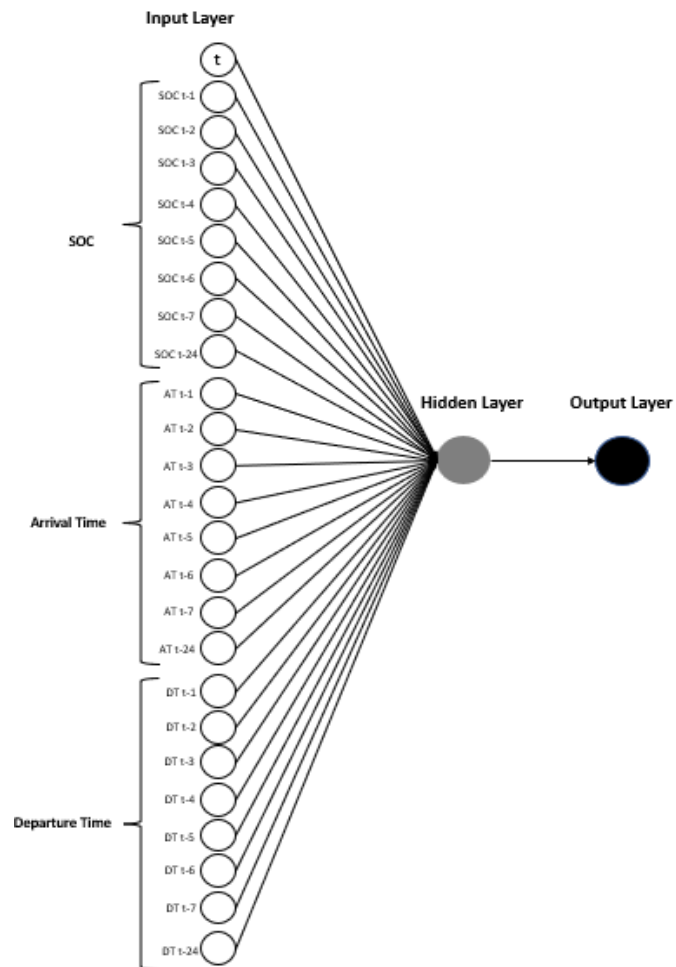 Input Layer
t
SOC t-1
SOC t-2
SOC t-3
SOC t-4
SOC
SOC t-5
SOC t-6
SOC t-7
SOC t-24
AT t-1
Hidden Layer
Output Layer
AT t-2
AT t-3
AT t-4
Arrival Time
AT t-5
AT t-6
AT t-7
AT t-24
DT t-1
DT t-2
DT t-3
DT t-4
Departure Time
DT t-5
DT t-6
DT t-7
DT t-24